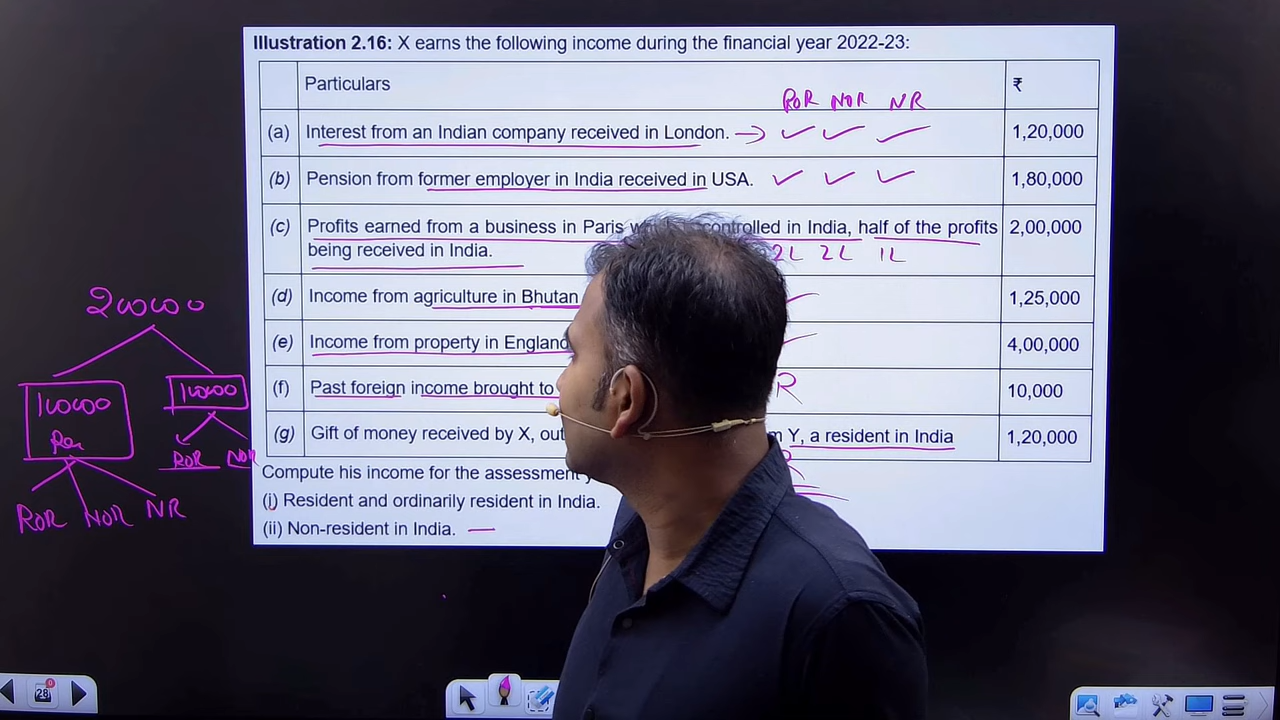 Illustration 2.16: X earns the following income during the financial year 2022-23:
Particulars ₹
ROR NOR NR
(a) Interest from an Indian company received in London. → ✓ ✓ ✓ 1,20,000
(b) Pension from former employer in India received in USA. ✓ ✓ ✓ 1,80,000
(c) Profits earned from a business in Paris controlled in India, half of the profits 2,00,000
being received in India. 2L 2L 1L
(d) Income from agriculture in Bhutan ✓ 1,25,000
(e) Income from property in England ✓ 4,00,000
(f) Past foreign income brought to R 10,000
(g) Gift of money received by X, Y, a resident in India 1,20,000
Compute his income for the assessment
(i) Resident and ordinarily resident in India.
(ii) Non-resident in India. —
200000
100000 100000
Rec
ROR NOR
ROR NOR NR
28